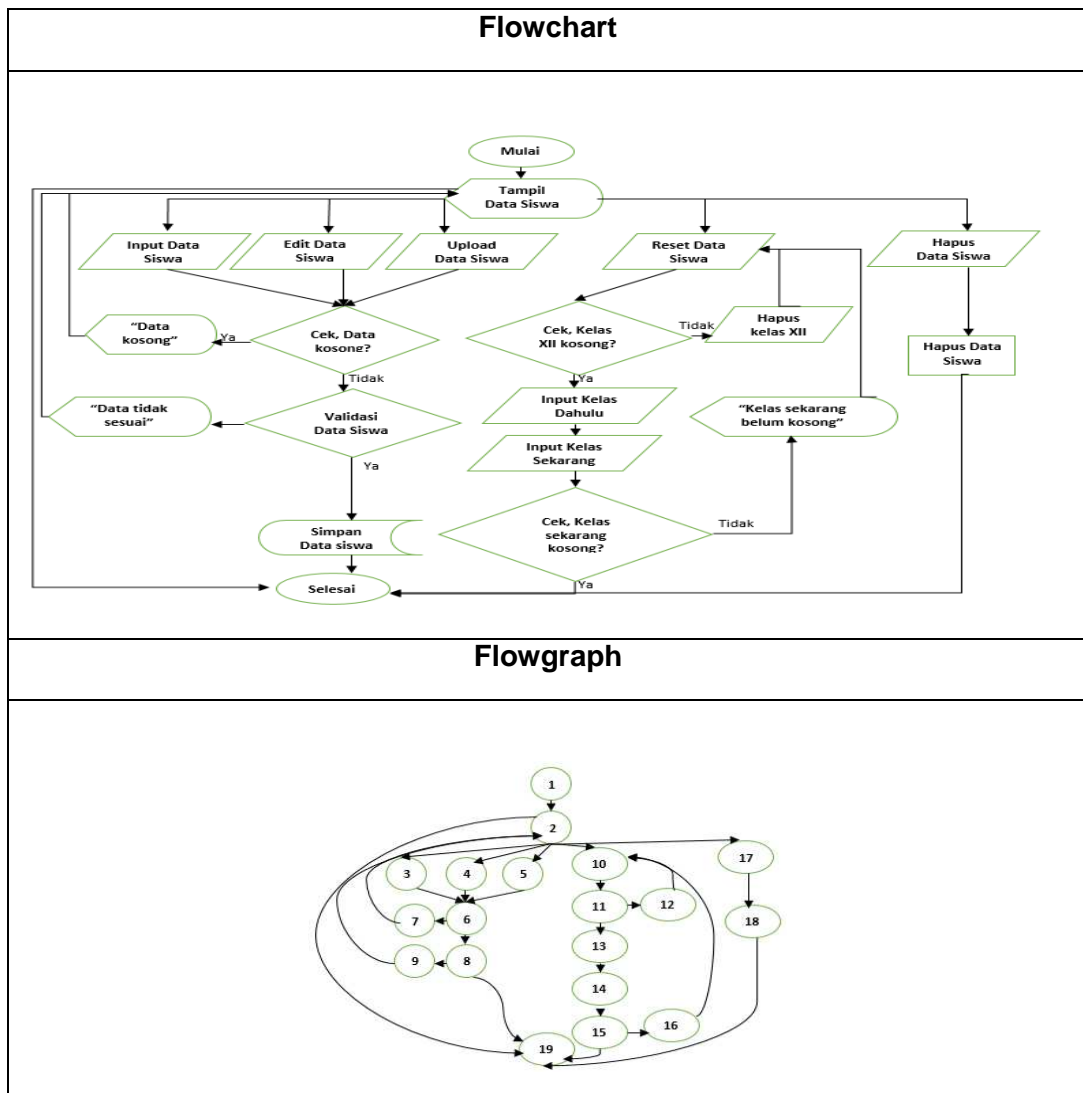 Flowchart
Mulai
Tampil
Data Siswa
Input Data
Siswa
Edit Data
Siswa
Upload
Data Siswa
Reset Data
Siswa
Hapus
Data Siswa
"Data
kosong"
Ya
Cek, Data
kosong?
Cek, Kelas
XII kosong?
Tidak
Hapus
kelas XII
Hapus Data
Siswa
Tidak
Ya
"Data tidak
sesuai"
Validasi
Data Siswa
Input Kelas
Dahulu
"Kelas sekarang
belum kosong"
Input Kelas
Sekarang
Ya
Simpan
Data siswa
Cek, Kelas
sekarang
kosong?
Tidak
Selesai
Ya
Flowgraph
1
2
3
4
5
10
17
7
6
11
12
18
9
8
13
14
19
15
16